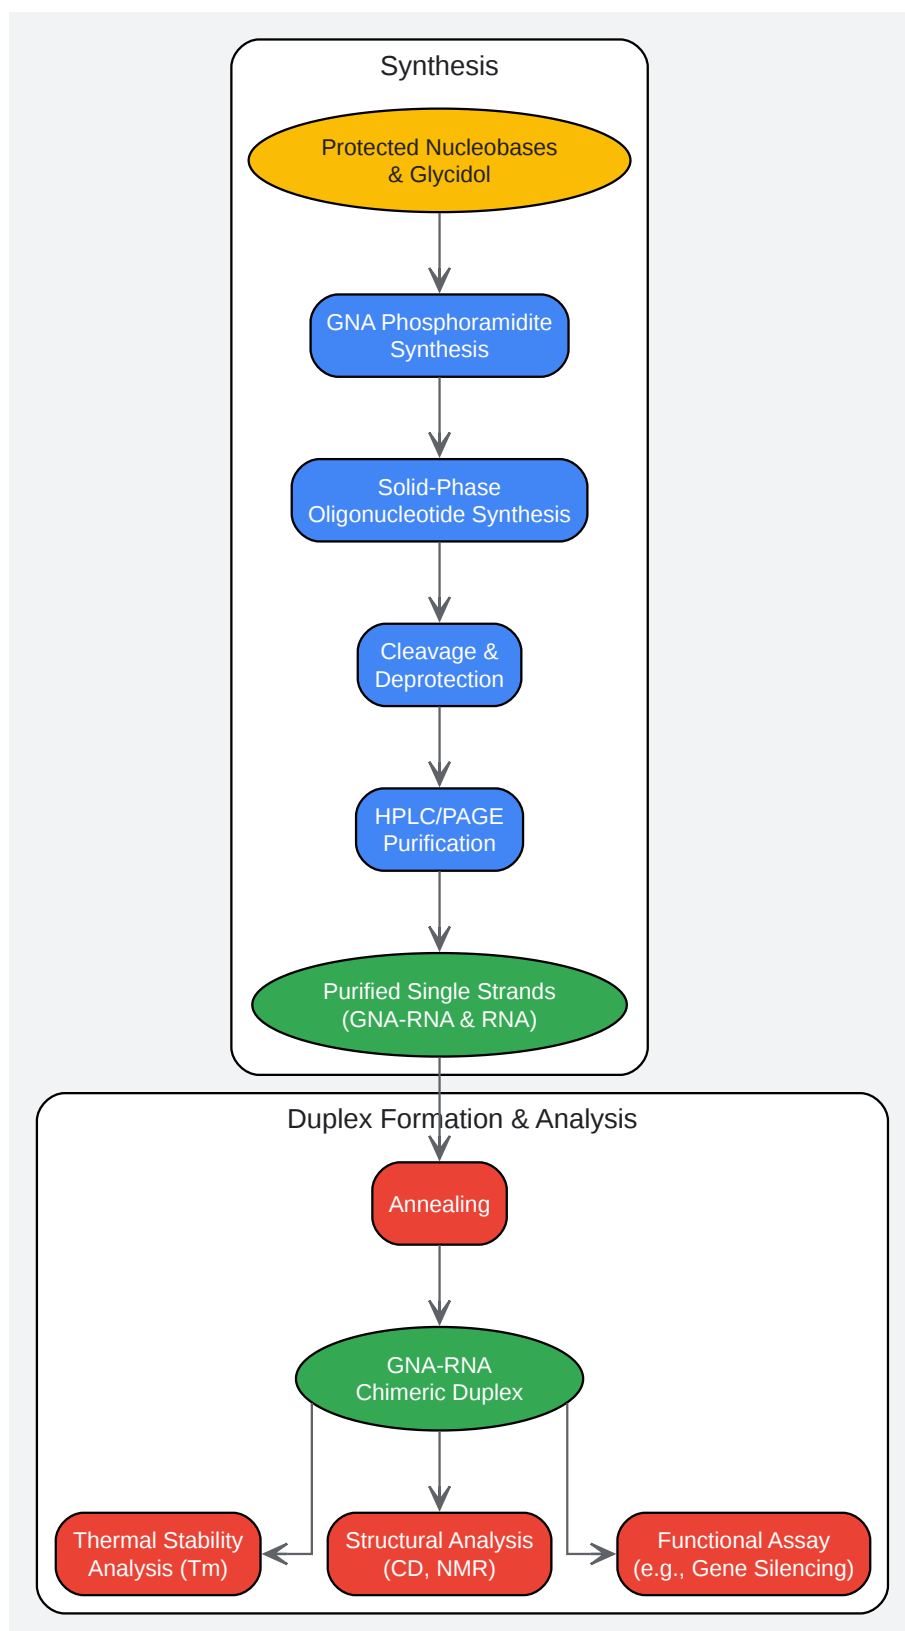 Synthesis
Protected Nucleobases
& Glycidol
GNA Phosphoramidite
Synthesis
Solid-Phase
Oligonucleotide Synthesis
Cleavage &
Deprotection
HPLC/PAGE
Purification
Purified Single Strands
(GNA-RNA & RNA)
Duplex Formation & Analysis
Annealing
GNA-RNA
Chimeric Duplex
Thermal Stability
Analysis (Tm)
Structural Analysis
(CD, NMR)
Functional Assay
(e.g., Gene Silencing)